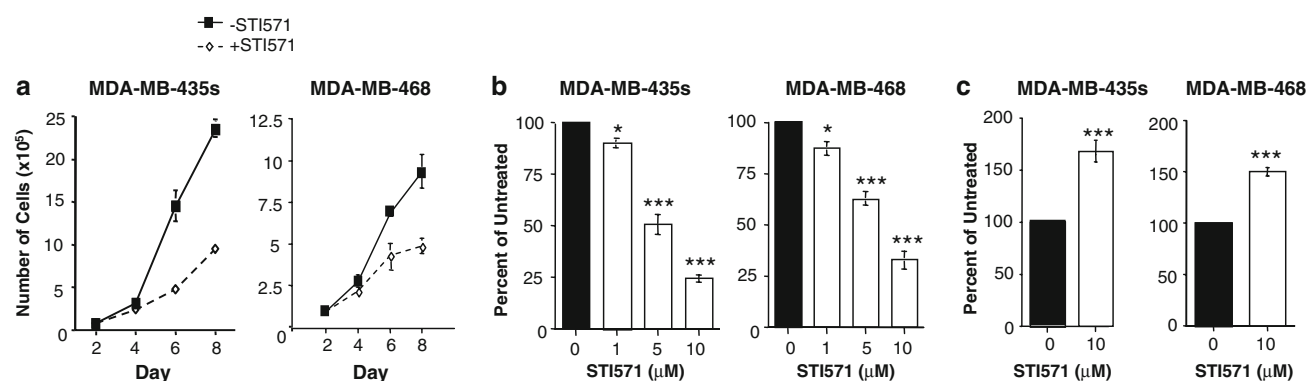 -STI571
+STI571
a
MDA-MB-435s
MDA-MB-468
Number of Cells (x10⁵)
25
20
15
10
5
0
2 4 6 8
Day
12.5
10
7.5
5
2.5
0
2 4 6 8
Day
b
MDA-MB-435s
MDA-MB-468
Percent of Untreated
100
75
50
25
0
*
***
***
0 1 5 10
STI571 (μM)
100
75
50
25
0
*
***
***
0 1 5 10
STI571 (μM)
c
MDA-MB-435s
MDA-MB-468
Percent of Untreated
200
150
100
50
0
***
0 10
STI571 (μM)
200
150
100
50
0
***
0 10
STI571 (μM)